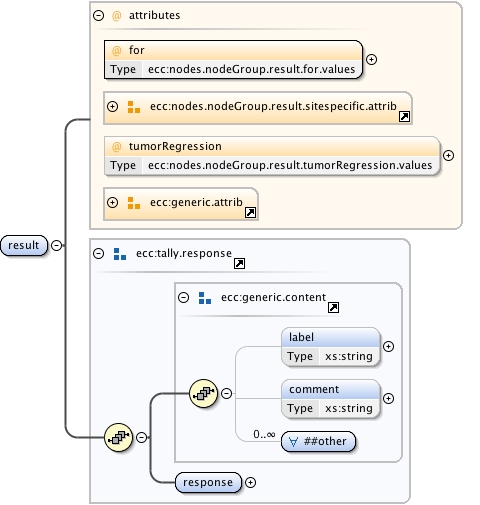 @ attributes
@ for
Type ecc:nodes.nodeGroup.result.for.values
ecc:nodes.nodeGroup.result.sitespecific.attrib
@ tumorRegression
Type ecc:nodes.nodeGroup.result.tumorRegression.values
ecc:generic.attrib
result
ecc:tally.response
ecc:generic.content
label
Type xs:string
comment
Type xs:string
0..∞
∀ ##other
response